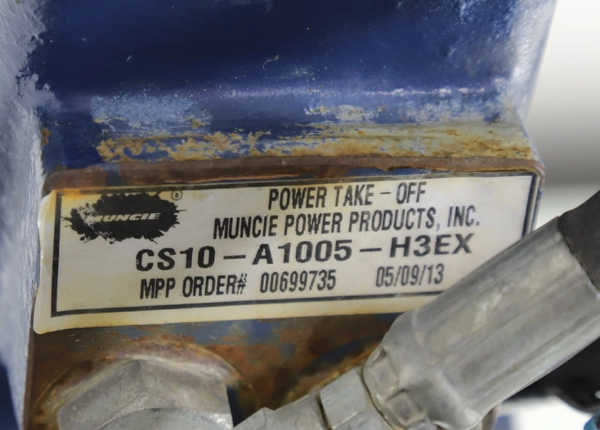 MUNCIE ®
POWER TAKE - OFF
MUNCIE POWER PRODUCTS, INC.
CS10 - A1005 - H3EX
MPP ORDER# 00699735 05/09/13